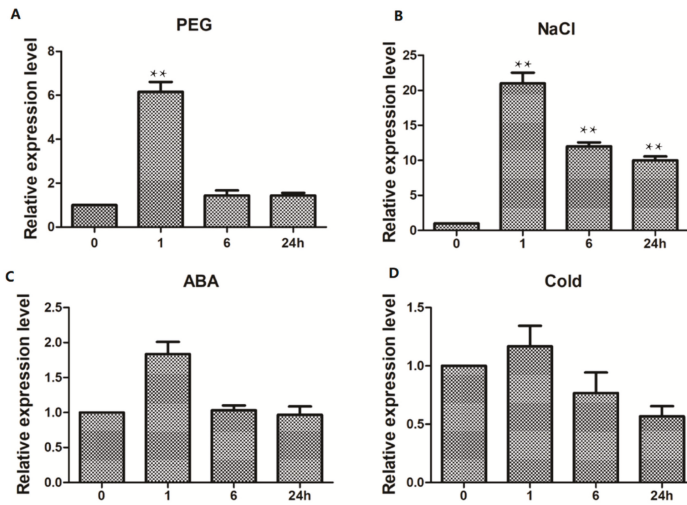 A
PEG
Relative expression level
8
6
4
2
0
**
0 1 6 24h
B
NaCl
Relative expression level
25
20
15
10
5
0
**
**
**
0 1 6 24h
C
ABA
Relative expression level
2.5
2.0
1.5
1.0
0.5
0.0
0 1 6 24h
D
Cold
Relative expression level
1.5
1.0
0.5
0.0
0 1 6 24h